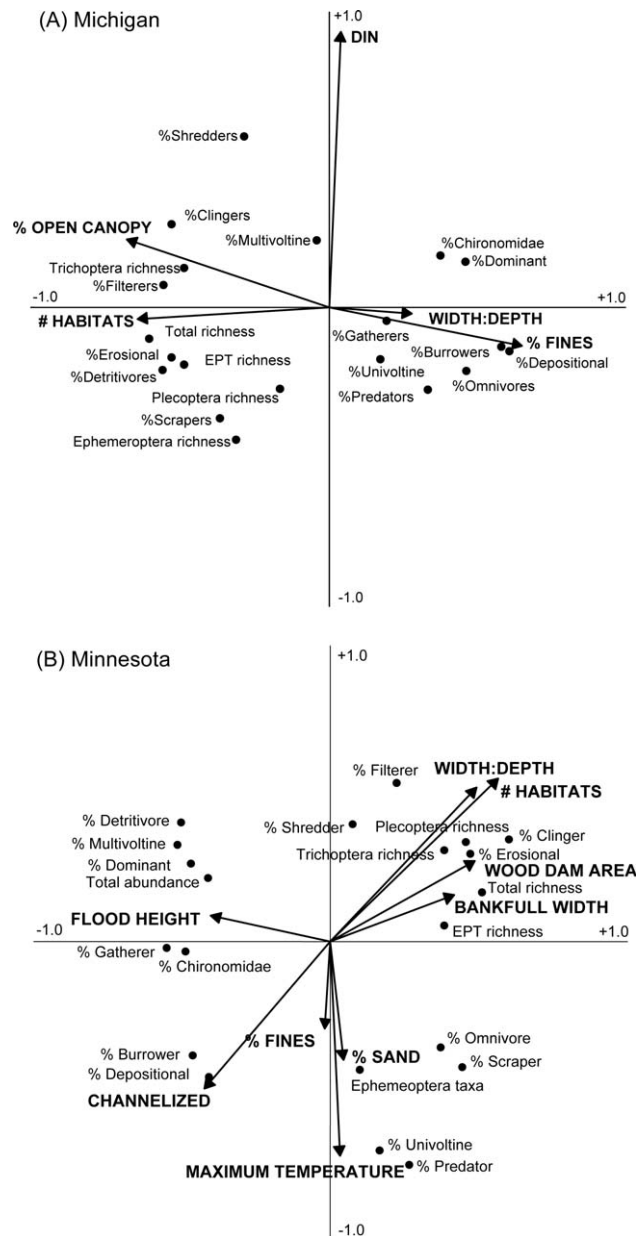 (A) Michigan
+1.0
DIN
%Shredders
%Clingers
% OPEN CANOPY
%Multivoltine
%Chironomidae
Trichoptera richness
%Dominant
%Filterers
-1.0
+1.0
# HABITATS
WIDTH:DEPTH
Total richness
%Gatherers
% FINES
%Erosional
EPT richness
%Burrowers
%Depositional
%Detritivores
%Univoltine
%Omnivores
Plecoptera richness
%Predators
%Scrapers
Ephemeroptera richness
-1.0
(B) Minnesota
+1.0
% Filterer
WIDTH:DEPTH
# HABITATS
% Detritivore
% Shredder
Plecoptera richness
% Clinger
% Multivoltine
Trichoptera richness
% Erosional
% Dominant
WOOD DAM AREA
Total abundance
Total richness
FLOOD HEIGHT
BANKFULL WIDTH
EPT richness
-1.0
+1.0
% Gatherer
% Chironomidae
% FINES
% Omnivore
% Burrower
% SAND
% Scraper
% Depositional
Ephemeoptera taxa
CHANNELIZED
% Univoltine
MAXIMUM TEMPERATURE
% Predator
-1.0